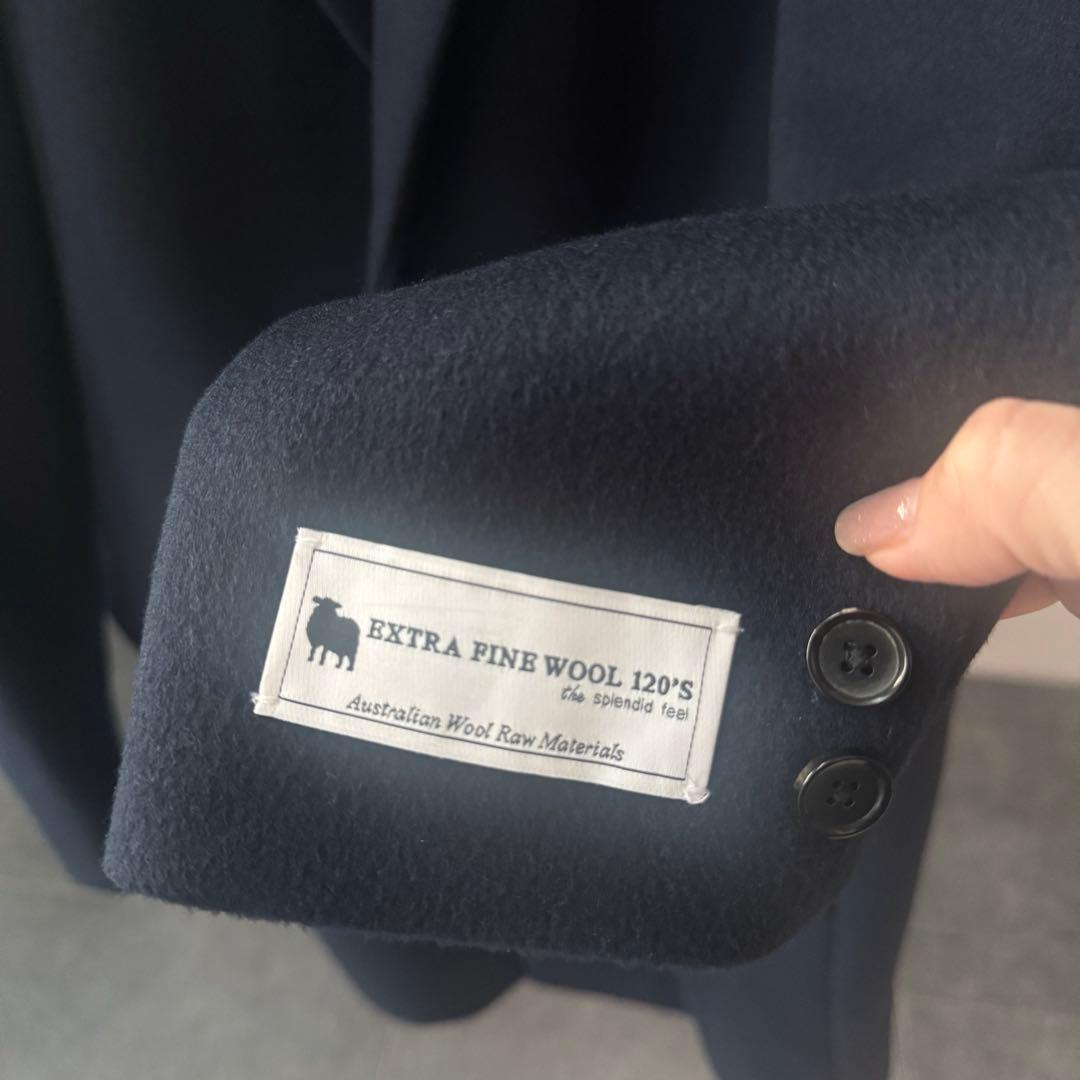 EXTRA FINE WOOL 120'S
the splendid feel
Australian Wool Raw Materials